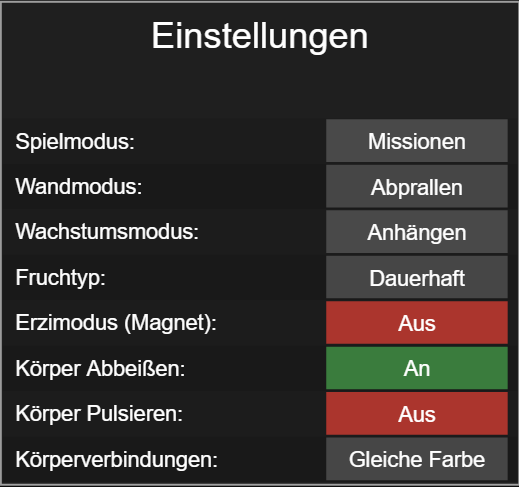 Einstellungen
Spielmodus: Missionen
Wandmodus: Abprallen
Wachstumsmodus: Anhängen
Fruchtyp: Dauerhaft
Erzimodus (Magnet): Aus
Körper Abbeißen: An
Körper Pulsieren: Aus
Körperverbindungen: Gleiche Farbe